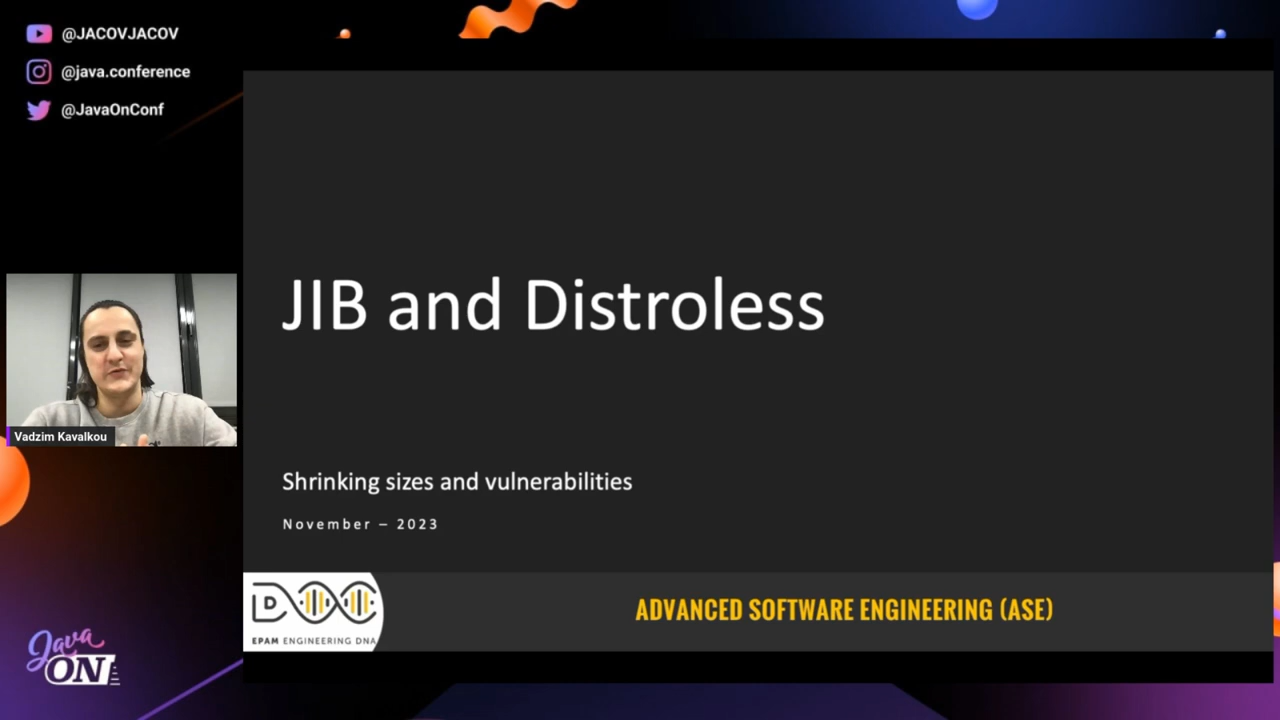 @JACOVJACOV
@java.conference
@JavaOnConf
JIB and Distroless
Vadzim Kavalkou
Shrinking sizes and vulnerabilities
November – 2023
EPAM ENGINEERING DNA
ADVANCED SOFTWARE ENGINEERING (ASE)
Java
ON